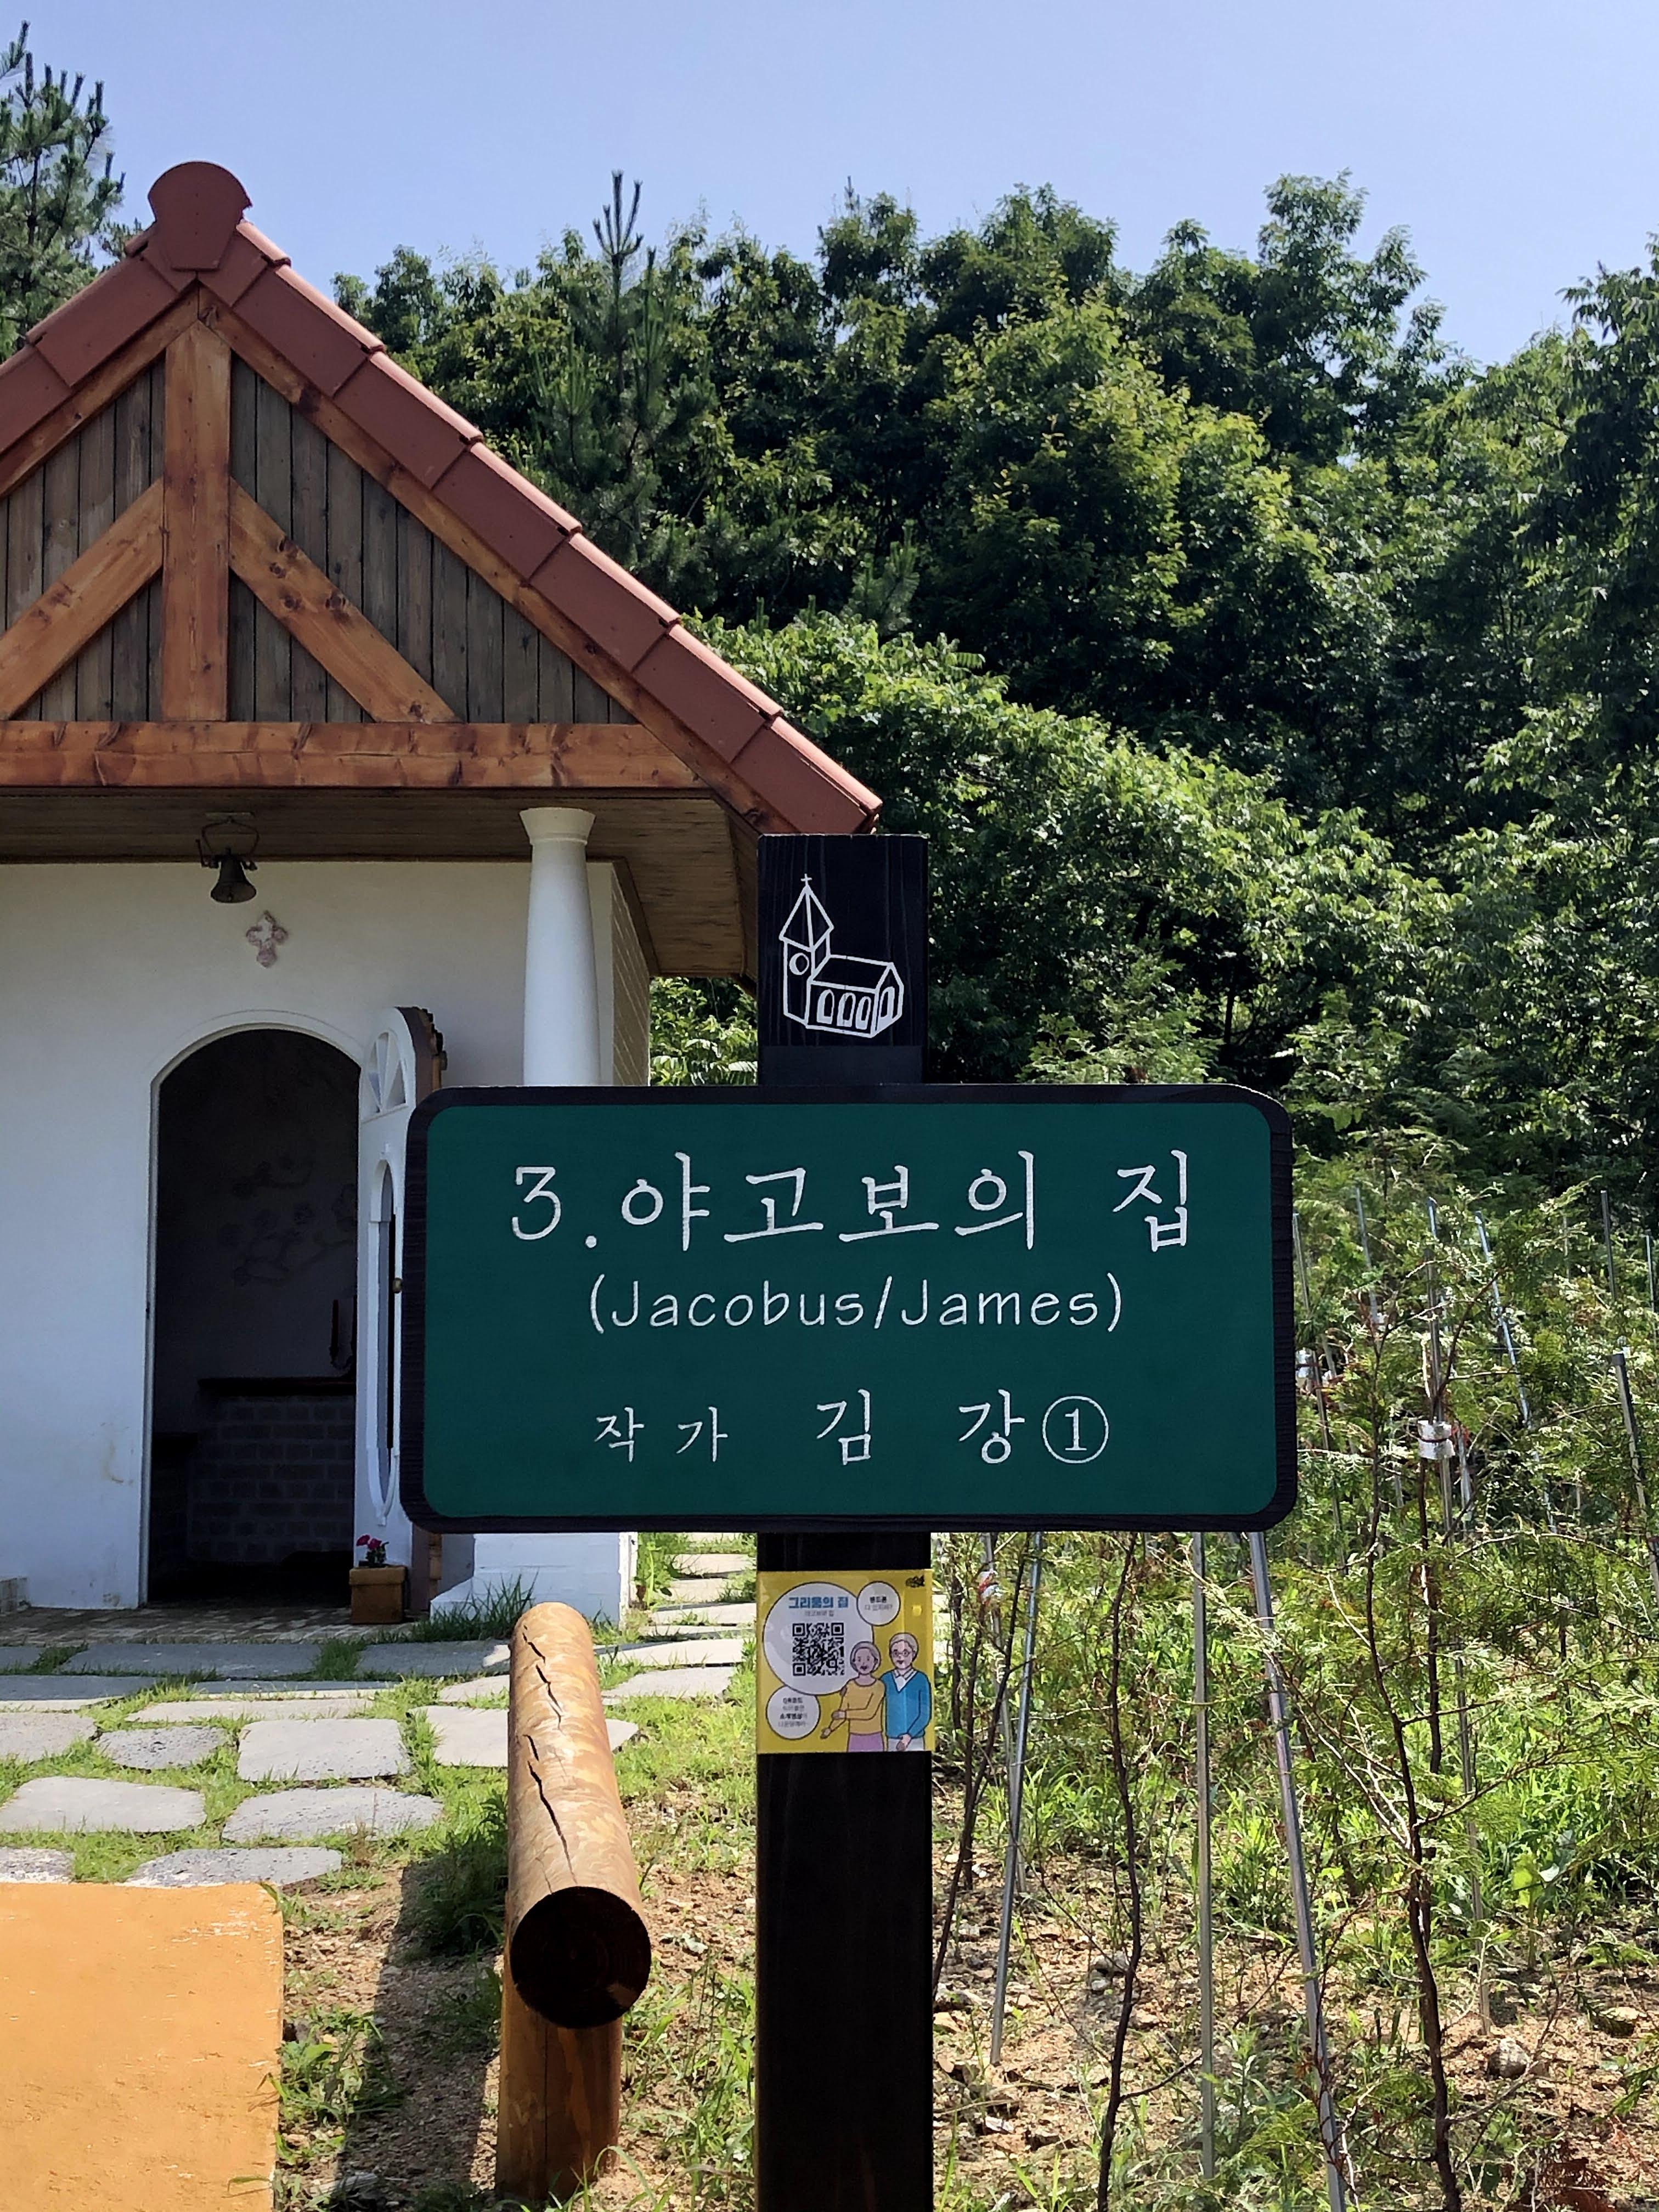 3.야고보의 집
(Jacobus/James)
작가 김 강①
그리움의 집